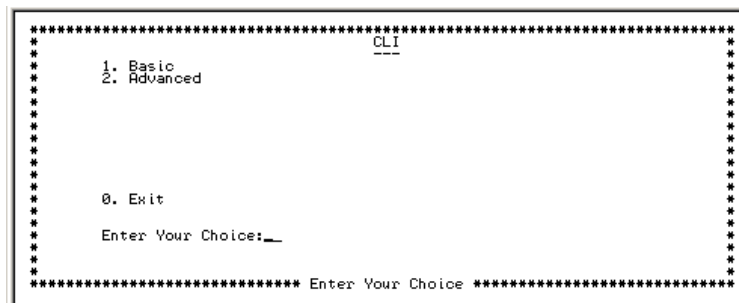 CLI
1. Basic
2. Advanced
0. Exit
Enter Your Choice:
Enter Your Choice